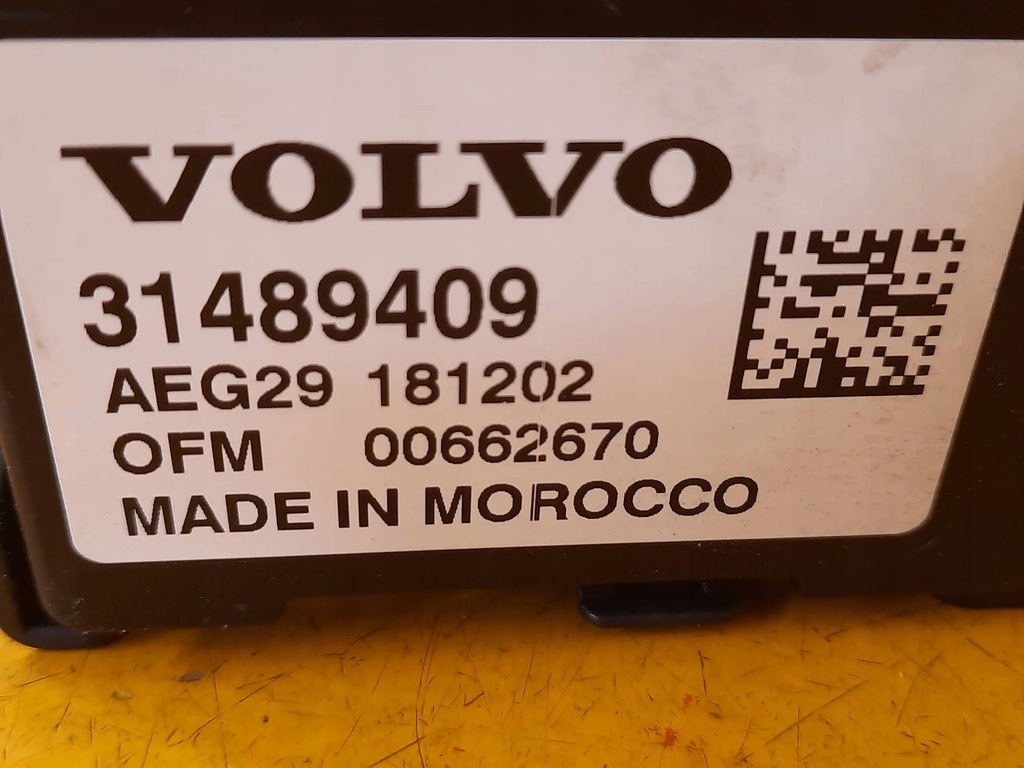 VOLVO
31489409
AEG29 181202
OFM 00662670
MADE IN MOROCCO